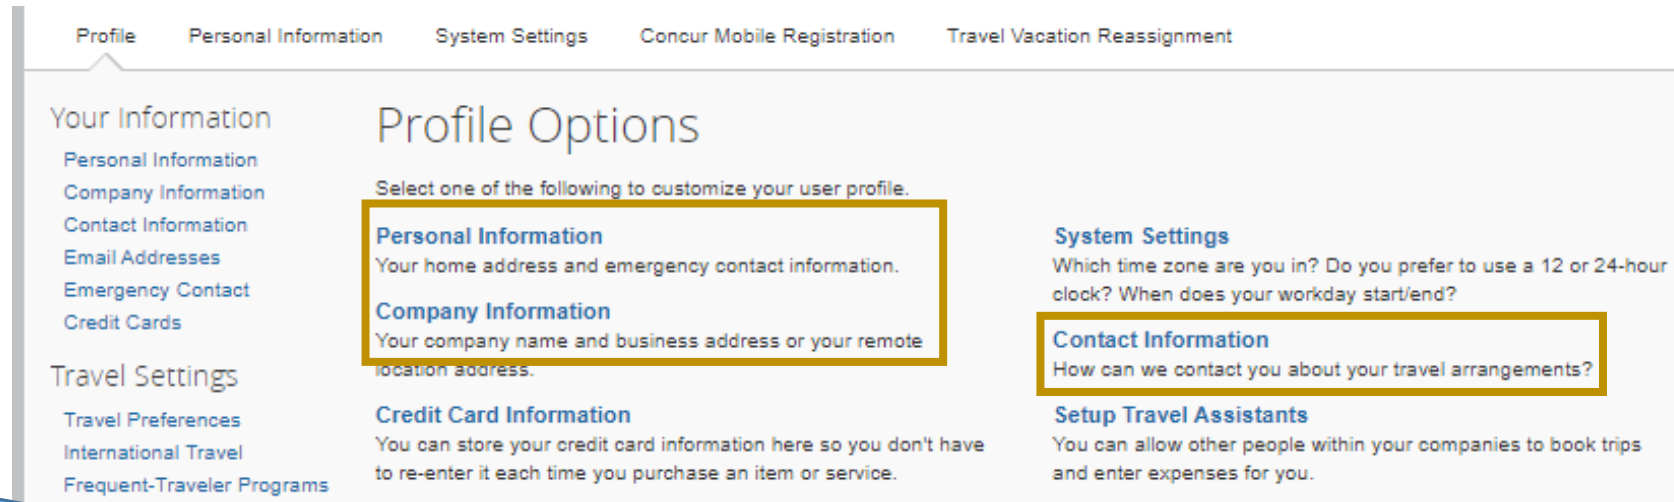 Profile Personal Information System Settings Concur Mobile Registration Travel Vacation Reassignment
Your Information
Personal Information
Company Information
Contact Information
Email Addresses
Emergency Contact
Credit Cards
Travel Settings
Travel Preferences
International Travel
Frequent-Traveler Programs
Profile Options
Select one of the following to customize your user profile.
Personal Information
Your home address and emergency contact information.
Company Information
Your company name and business address or your remote
location address.
Credit Card Information
You can store your credit card information here so you don't have
to re-enter it each time you purchase an item or service.
System Settings
Which time zone are you in? Do you prefer to use a 12 or 24-hour
clock? When does your workday start/end?
Contact Information
How can we contact you about your travel arrangements?
Setup Travel Assistants
You can allow other people within your companies to book trips
and enter expenses for you.